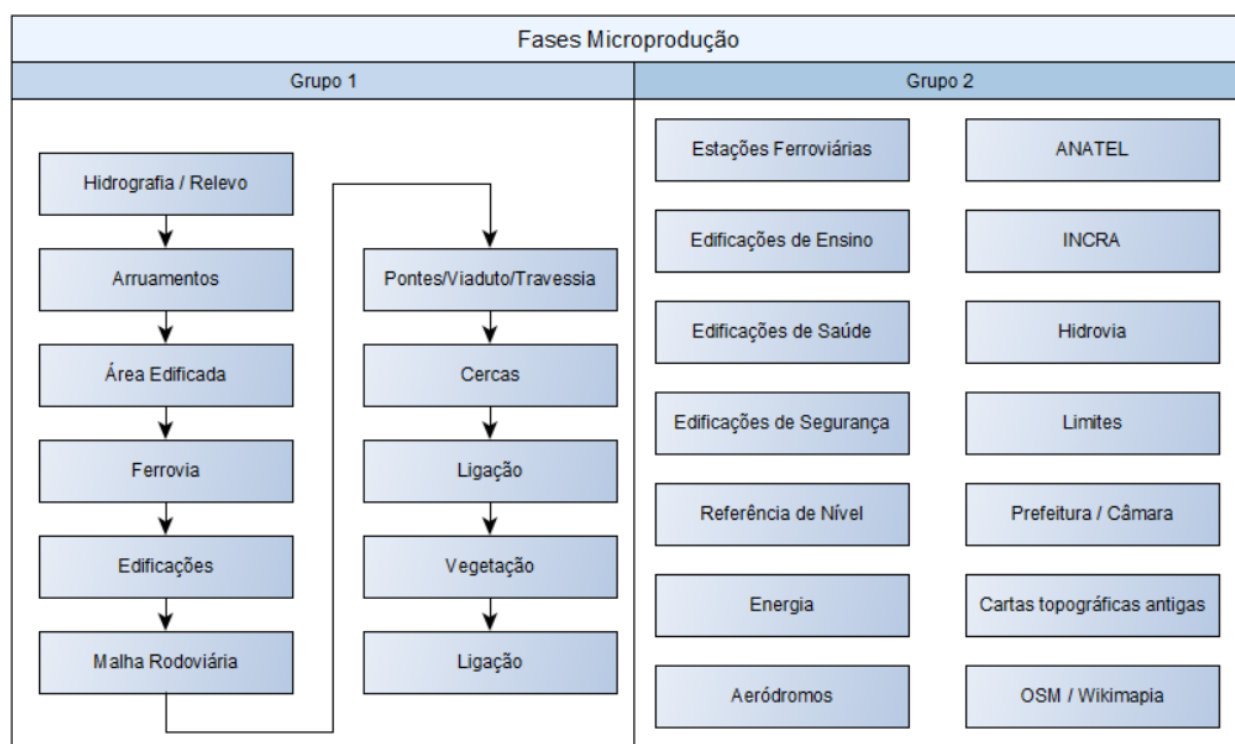 Fases Microprodução
Grupo 1
Hidrografia / Relevo
Arruamentos
Área Edificada
Ferrovia
Edificações
Malha Rodoviária
Pontes/Viaduto/Travessia
Cercas
Ligação
Vegetação
Ligação
Grupo 2
Estações Ferroviárias
Edificações de Ensino
Edificações de Saúde
Edificações de Segurança
Referência de Nível
Energia
Aeródromos
ANATEL
INCRA
Hidrovia
Limites
Prefeitura / Câmara
Cartas topográficas antigas
OSM / Wikimapia